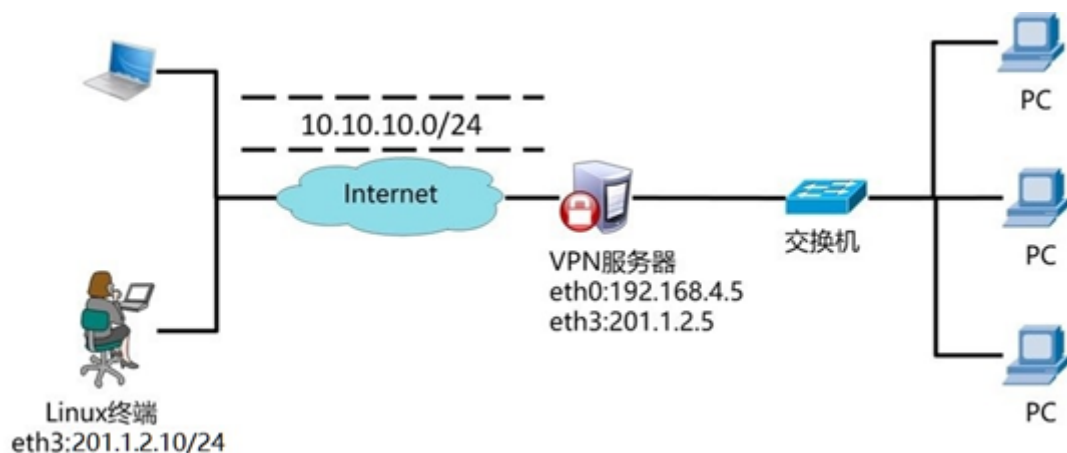 10.10.10.0/24
Internet
VPN服务器
eth0:192.168.4.5
eth3:201.1.2.5
交换机
PC
PC
PC
Linux终端
eth3:201.1.2.10/24